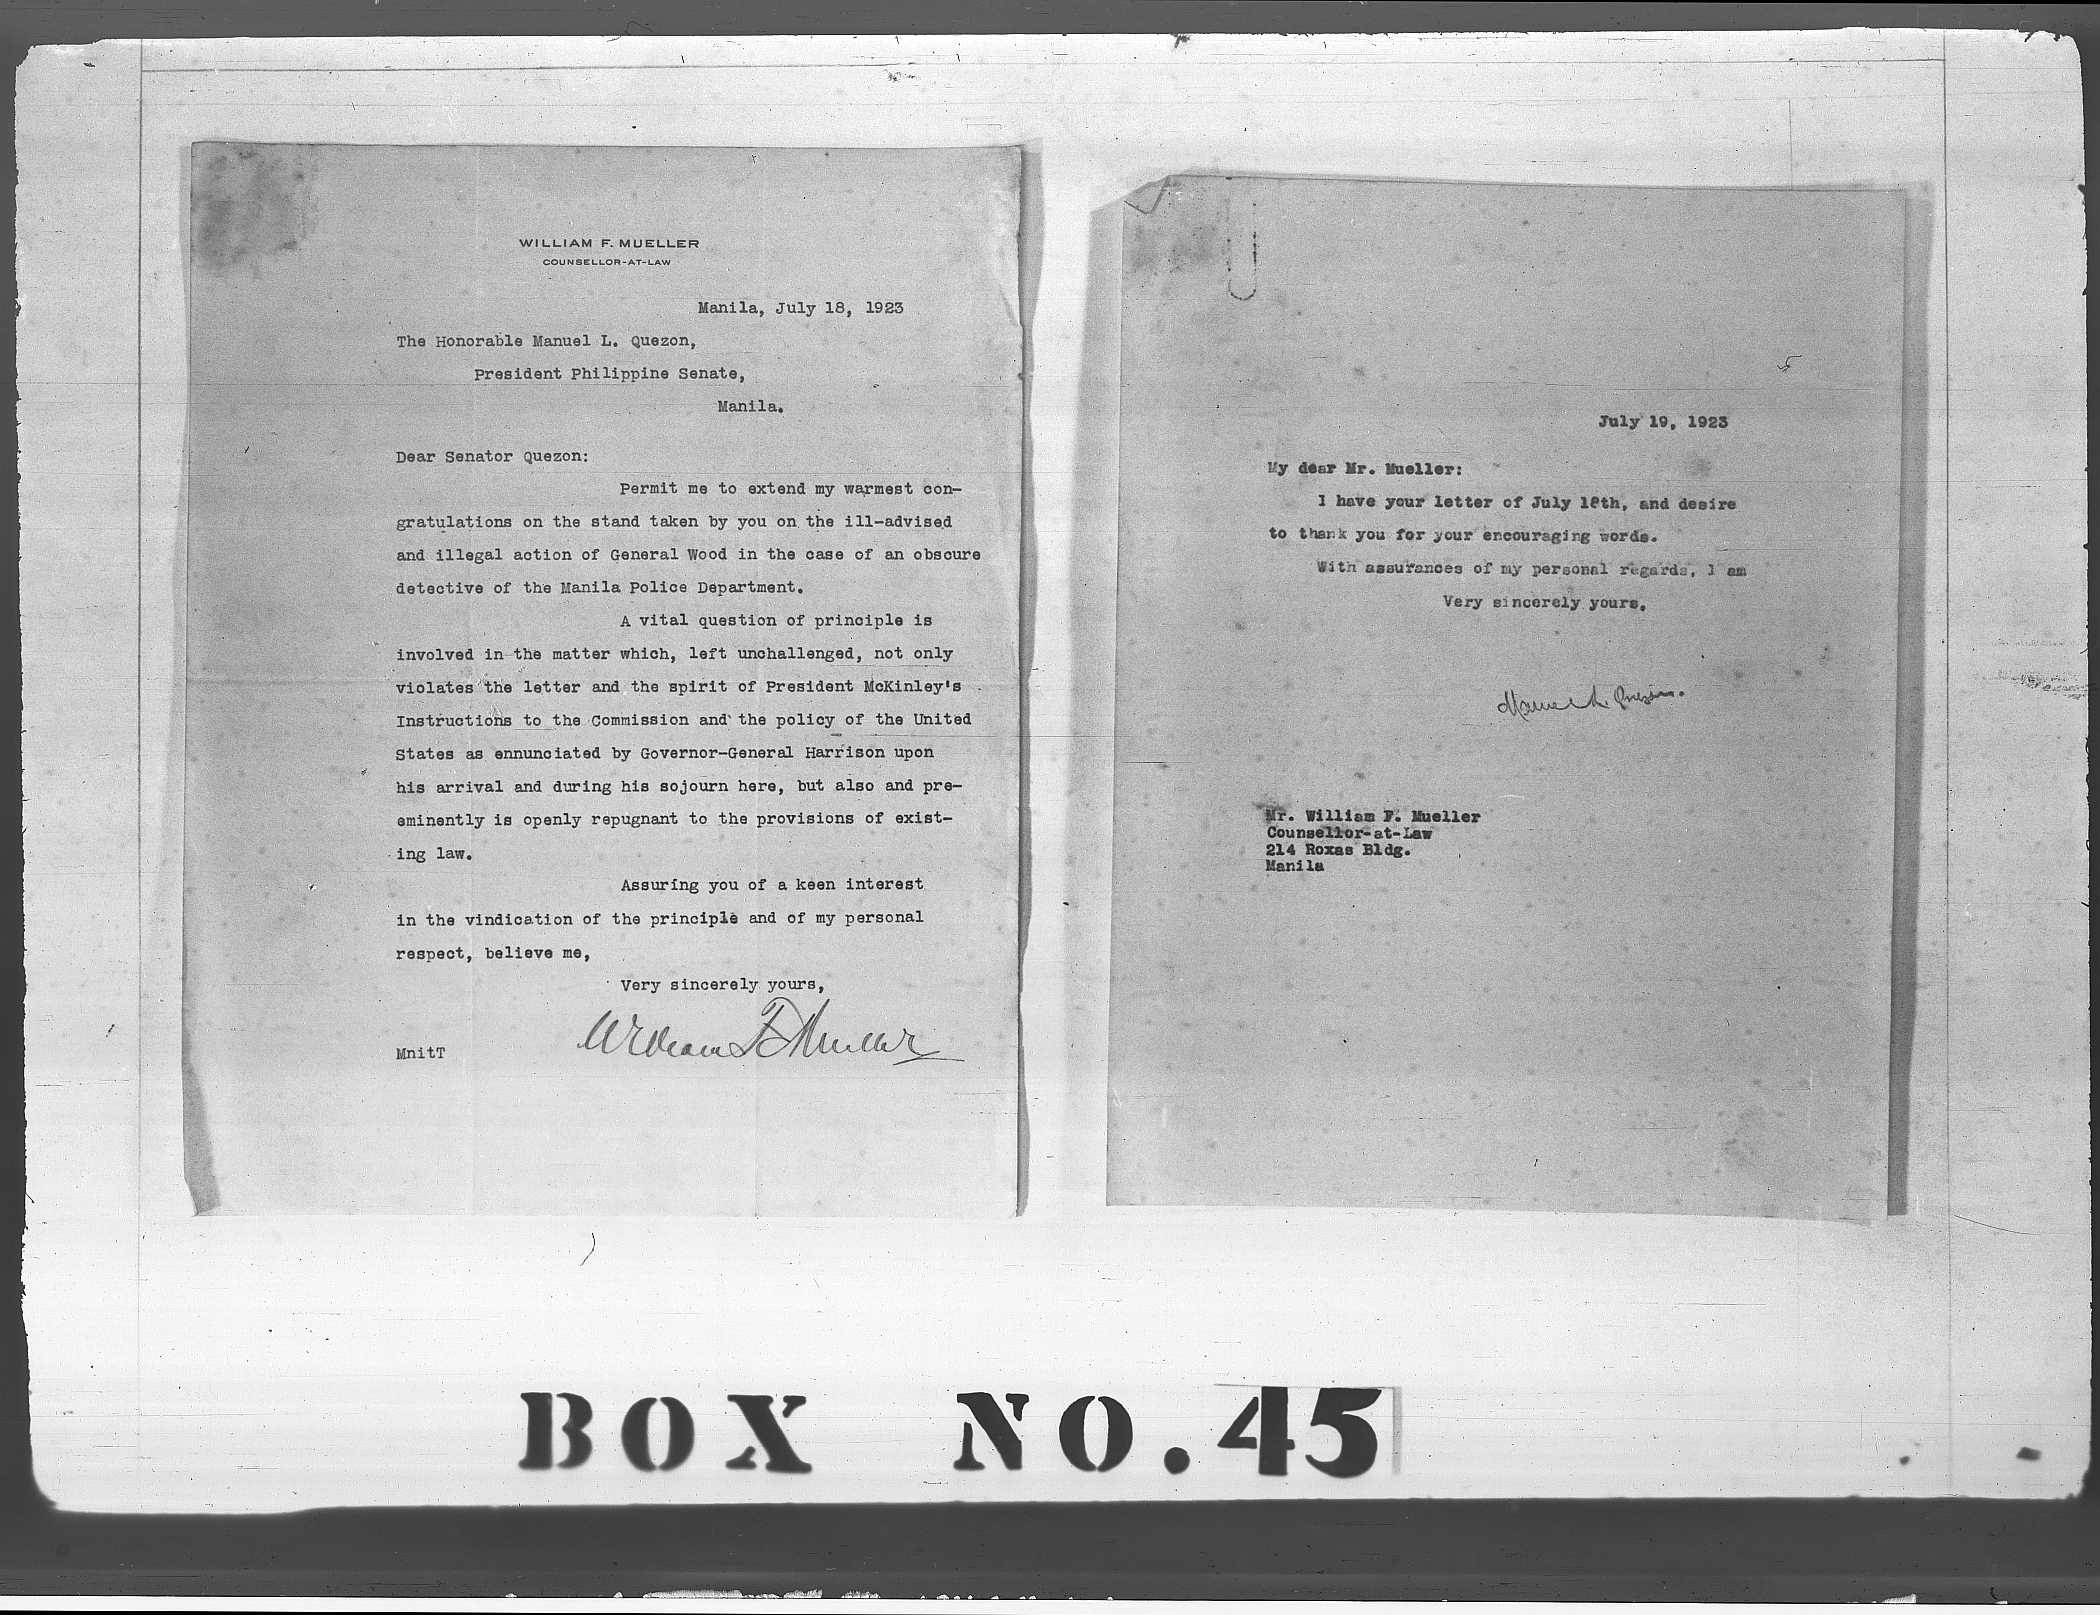 WILLIAM F. MUELLER
COUNSELLOR-AT-LAW
Manila, July 18, 1923
The Honorable Manuel L. Quezon,
President Philippine Senate,
Manila.
Dear Senator Quezon:
Permit me to extend my warmest con-
gratulations on the stand taken by you on the ill-advised
and illegal action of General Wood in the case of an obscure
detective of the Manila Police Department.
A vital question of principle is
involved in the matter which, left unchallenged, not only
violates the letter and the spirit of President McKinley's
Instructions to the Commission and the policy of the United
States as ennunciated by Governor-General Harrison upon
his arrival and during his sojourn here, but also and pre-
eminently is openly repugnant to the provisions of exist-
ing law.
Assuring you of a keen interest
in the vindication of the principle and of my personal
respect, believe me,
Very sincerely yours,
William F. Mueller
MnitT
July 19, 1923
My dear Mr. Mueller:
I have your letter of July 18th, and desire
to thank you for your encouraging words.
With assurances of my personal regards, I am
Very sincerely yours,
Manuel L. Quezon.
Mr. William F. Mueller
Counsellor-at-Law
214 Roxas Bldg.
Manila
BOX NO. 45